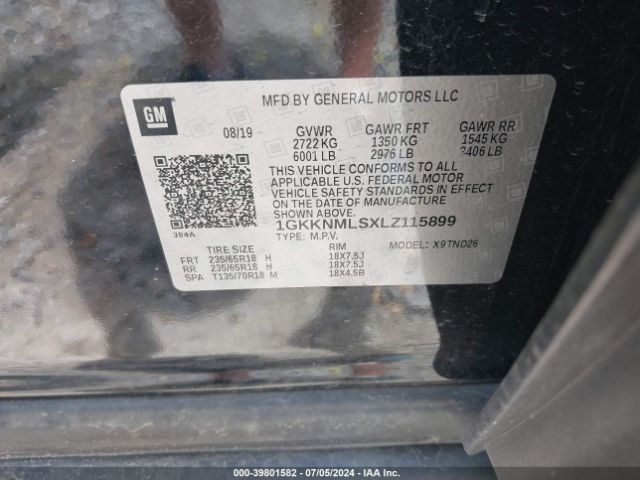 GM
MFD BY GENERAL MOTORS LLC
08/19 GVWR GAWR FRT GAWR RR
2722 KG 1350 KG 1545 KG
6001 LB 2976 LB 3406 LB
THIS VEHICLE CONFORMS TO ALL
APPLICABLE U.S. FEDERAL MOTOR
VEHICLE SAFETY STANDARDS IN EFFECT
ON THE DATE OF MANUFACTURE
SHOWN ABOVE.
384A
1GKKNMLSXLZ115899
TYPE: M.P.V. MODEL: X9TND26
TIRE SIZE RIM
FRT 235/65R18 H 18X7.5J
RR 235/65R18 H 18X7.5J
SPA T135/70R18 M 18X4.5B
000-39801582 - 07/05/2024 - IAA Inc.